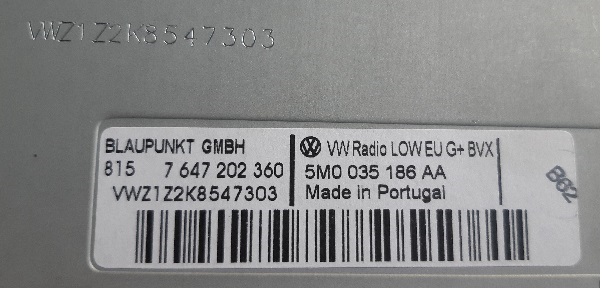 VWZ1Z2K8547303
BLAUPUNKT GMBH
815 7 647 202 360
VWZ1Z2K8547303
VW Radio LOW EU G+ BVX
5M0 035 186 AA
Made in Portugal
B62